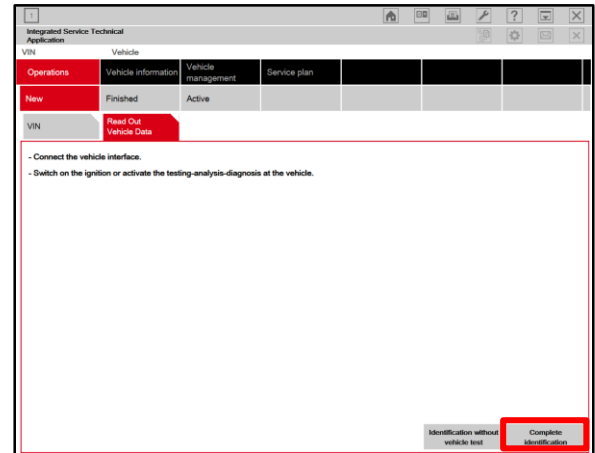 1
?
Integrated Service Technical
Application
VIN Vehicle
Operations Vehicle information Vehicle
management Service plan
New Finished Active
VIN Read Out
Vehicle Data
- Connect the vehicle interface.
- Switch on the ignition or activate the testing-analysis-diagnosis at the vehicle.
Identification without
vehicle test
Complete
identification